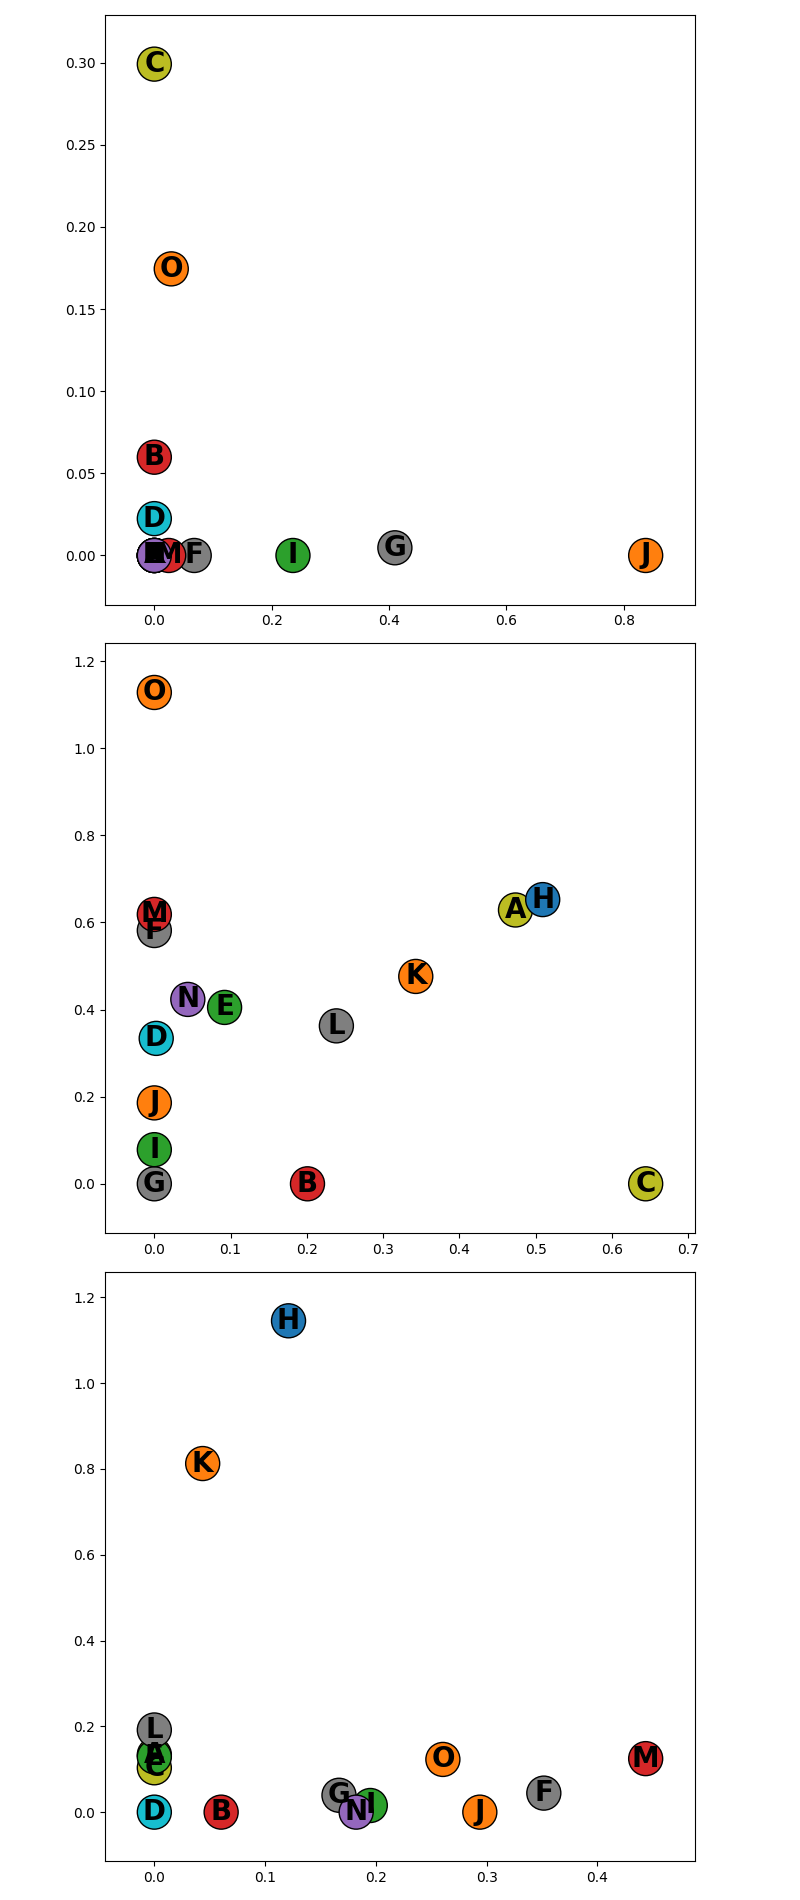 0.30
0.25
0.20
0.15
0.10
0.05
0.00
C
O
B
D
M F I G J
0.0 0.2 0.4 0.6 0.8
1.2
1.0
0.8
0.6
0.4
0.2
0.0
O
H
A
M
F
K
N
E
L
D
J
I
G B C
0.0 0.1 0.2 0.3 0.4 0.5 0.6 0.7
1.2
1.0
0.8
0.6
0.4
0.2
0.0
H
K
L
A
C
O M
G F
I
D B N J
0.0 0.1 0.2 0.3 0.4